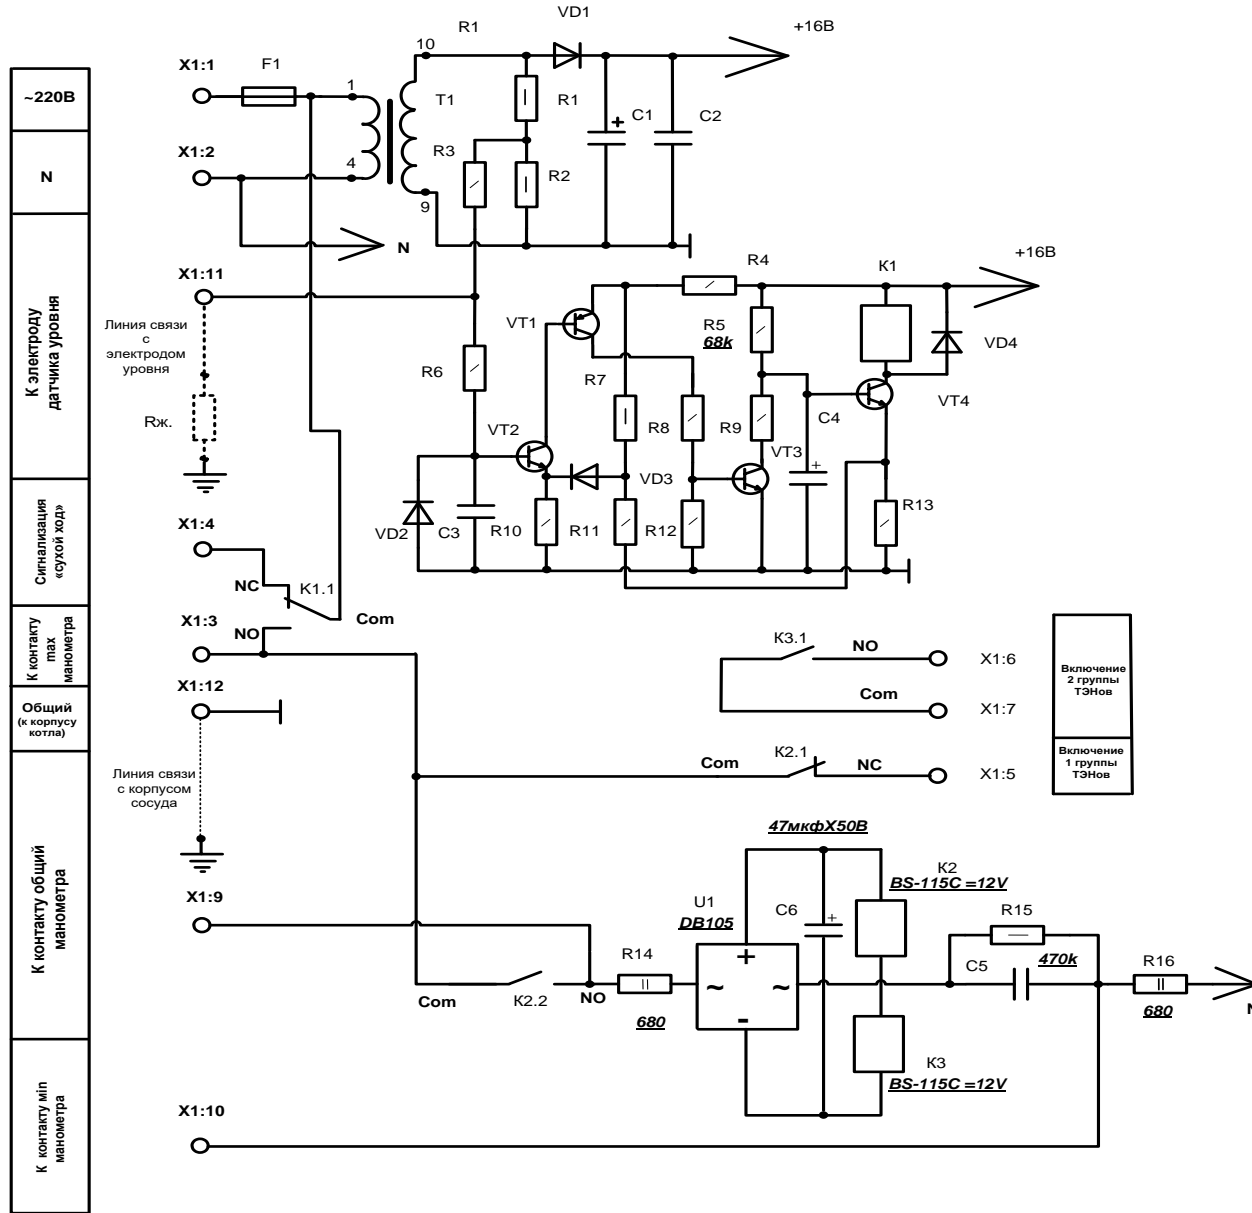 ~220В
N
К электроду
датчика уровня
Сигнализация
«сухой ход»
К контакту
max
манометра
Общий
(к корпусу
котла)
К контакту общий
манометра
К контакту min
манометра
X1:1
F1
1
4
X1:2
N
T1
10
9
R1
VD1
+16В
R1
R2
R3
C1
+
C2
X1:11
Линия связи
с
электродом
уровня
Rж.
R4
K1
+16В
VT1
R5
68k
VD4
R6
R7
R8
R9
C4
+
VT4
VT2
VT3
VD3
VD2
C3
R10
R11
R12
R13
X1:4
NC
K1.1
Com
X1:3
NO
X1:12
Линия связи
с корпусом
сосуда
K3.1
NO
X1:6
Com
X1:7
Включение
2 группы
ТЭНов
Com
K2.1
NC
X1:5
Включение
1 группы
ТЭНов
47мкфX50В
K2
BS-115C =12V
X1:9
U1
DB105
C6
+
R15
470k
R14
C5
R16
+
~
~
-
Com
K2.2
NO
680
680
N
K3
BS-115C =12V
X1:10